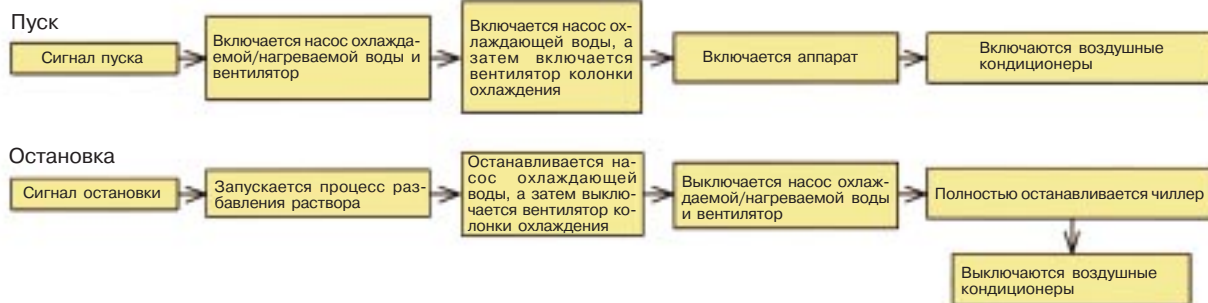 Пуск
Сигнал пуска
Включается насос охлажда-
емой/нагреваемой воды и
вентилятор
Включается насос ох-
лаждающей воды, а
затем включается
вентилятор колонки
охлаждения
Включается аппарат
Включаются воздушные
кондиционеры
Остановка
Сигнал остановки
Запускается процесс раз-
бавления раствора
Останавливается на-
сос охлаждающей
воды, а затем выклю-
чается вентилятор ко-
лонки охлаждения
Выключается насос охлаж-
даемой/нагреваемой воды
и вентилятор
Полностью останавливается чиллер
Выключаются воздушные
кондиционеры